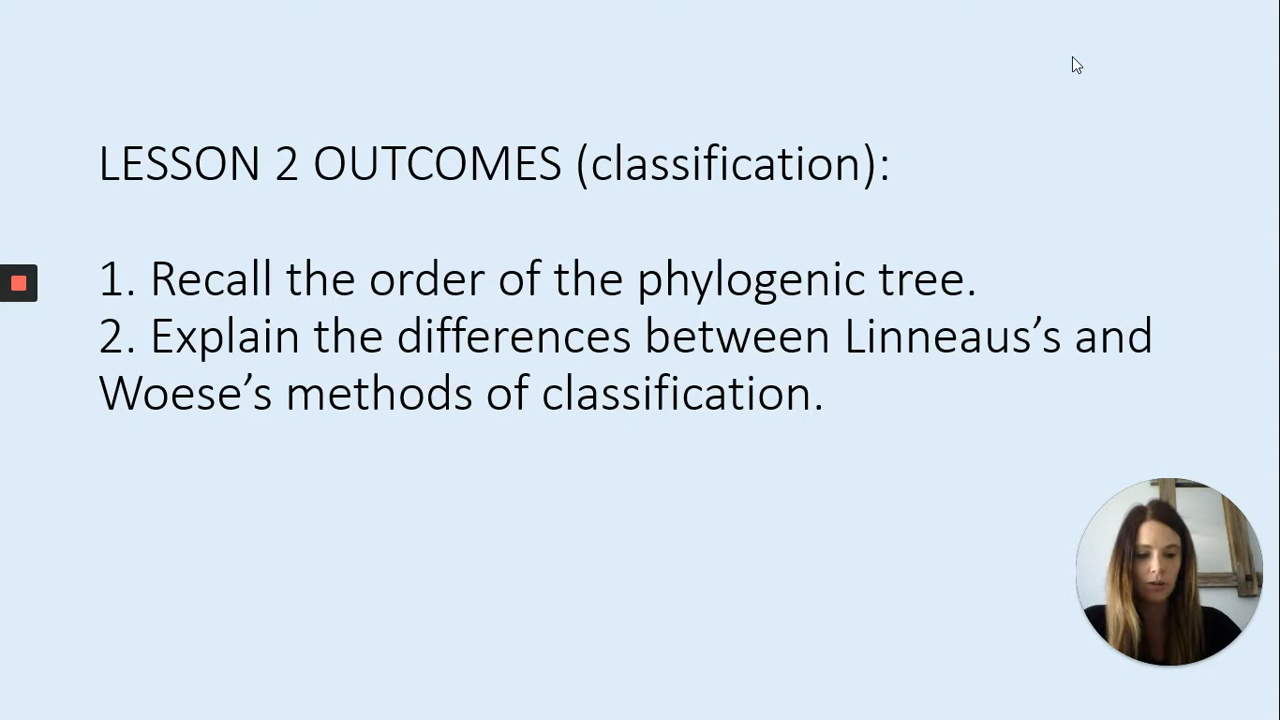 LESSON 2 OUTCOMES (classification):
1. Recall the order of the phylogenic tree.
2. Explain the differences between Linneaus’s and
Woese’s methods of classification.